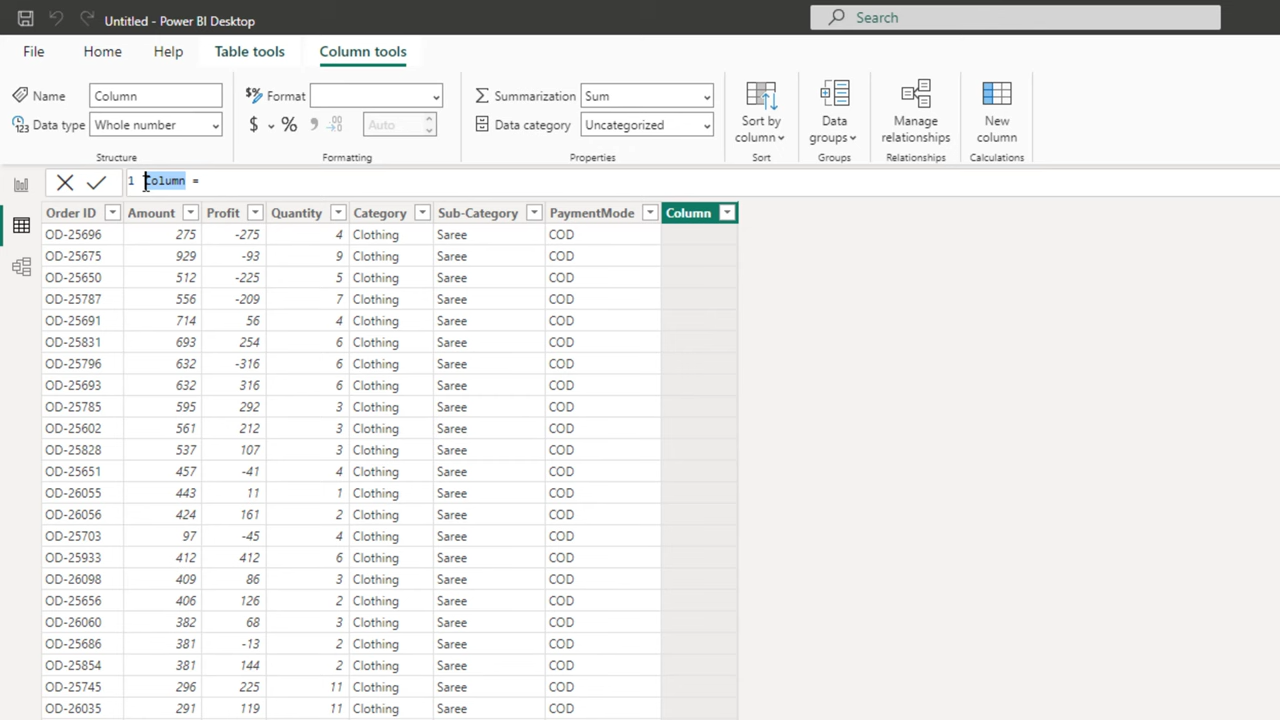 Untitled - Power BI Desktop
Search
File Home Help Table tools Column tools
Name Column Format Summarization Sum
Data type Whole number $ % Auto Data category Uncategorized
Sort by column Data groups Manage relationships New column
Structure Formatting Properties Sort Groups Relationships Calculations
1 Column =
Order ID Amount Profit Quantity Category Sub-Category PaymentMode Column
OD-25696 275 -275 4 Clothing Saree COD
OD-25675 929 -93 9 Clothing Saree COD
OD-25650 512 -225 5 Clothing Saree COD
OD-25787 556 -209 7 Clothing Saree COD
OD-25691 714 56 4 Clothing Saree COD
OD-25831 693 254 6 Clothing Saree COD
OD-25796 632 -316 6 Clothing Saree COD
OD-25693 632 316 6 Clothing Saree COD
OD-25785 595 292 3 Clothing Saree COD
OD-25602 561 212 3 Clothing Saree COD
OD-25828 537 107 3 Clothing Saree COD
OD-25651 457 -41 4 Clothing Saree COD
OD-26055 443 11 1 Clothing Saree COD
OD-26056 424 161 2 Clothing Saree COD
OD-25703 97 -45 4 Clothing Saree COD
OD-25933 412 412 6 Clothing Saree COD
OD-26098 409 86 3 Clothing Saree COD
OD-25656 406 126 2 Clothing Saree COD
OD-26060 382 68 3 Clothing Saree COD
OD-25686 381 -13 2 Clothing Saree COD
OD-25854 381 144 2 Clothing Saree COD
OD-25745 296 225 11 Clothing Saree COD
OD-26035 291 119 11 Clothing Saree COD